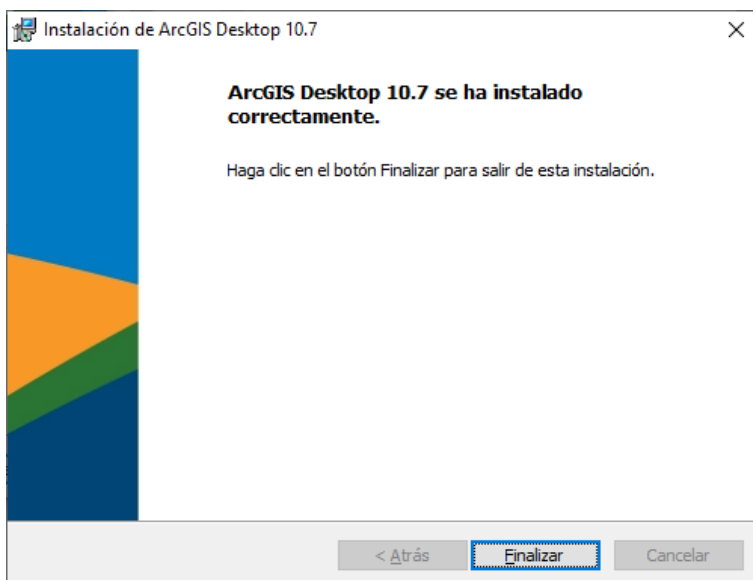 Instalación de ArcGIS Desktop 10.7
ArcGIS Desktop 10.7 se ha instalado
correctamente.
Haga clic en el botón Finalizar para salir de esta instalación.
< Atrás
Finalizar
Cancelar